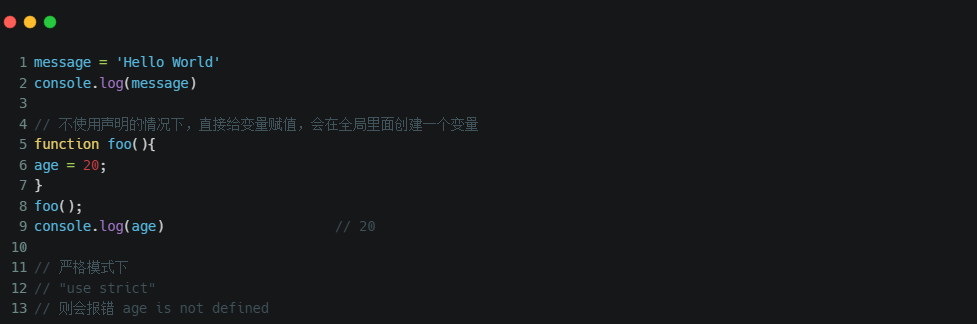 1 message = 'Hello World'
2 console.log(message)
3
4 // 不使用声明的情况下，直接给变量赋值，会在全局里面创建一个变量
5 function foo(){
6 age = 20;
7 }
8 foo();
9 console.log(age) // 20
10
11 // 严格模式下
12 // "use strict"
13 // 则会报错 age is not defined